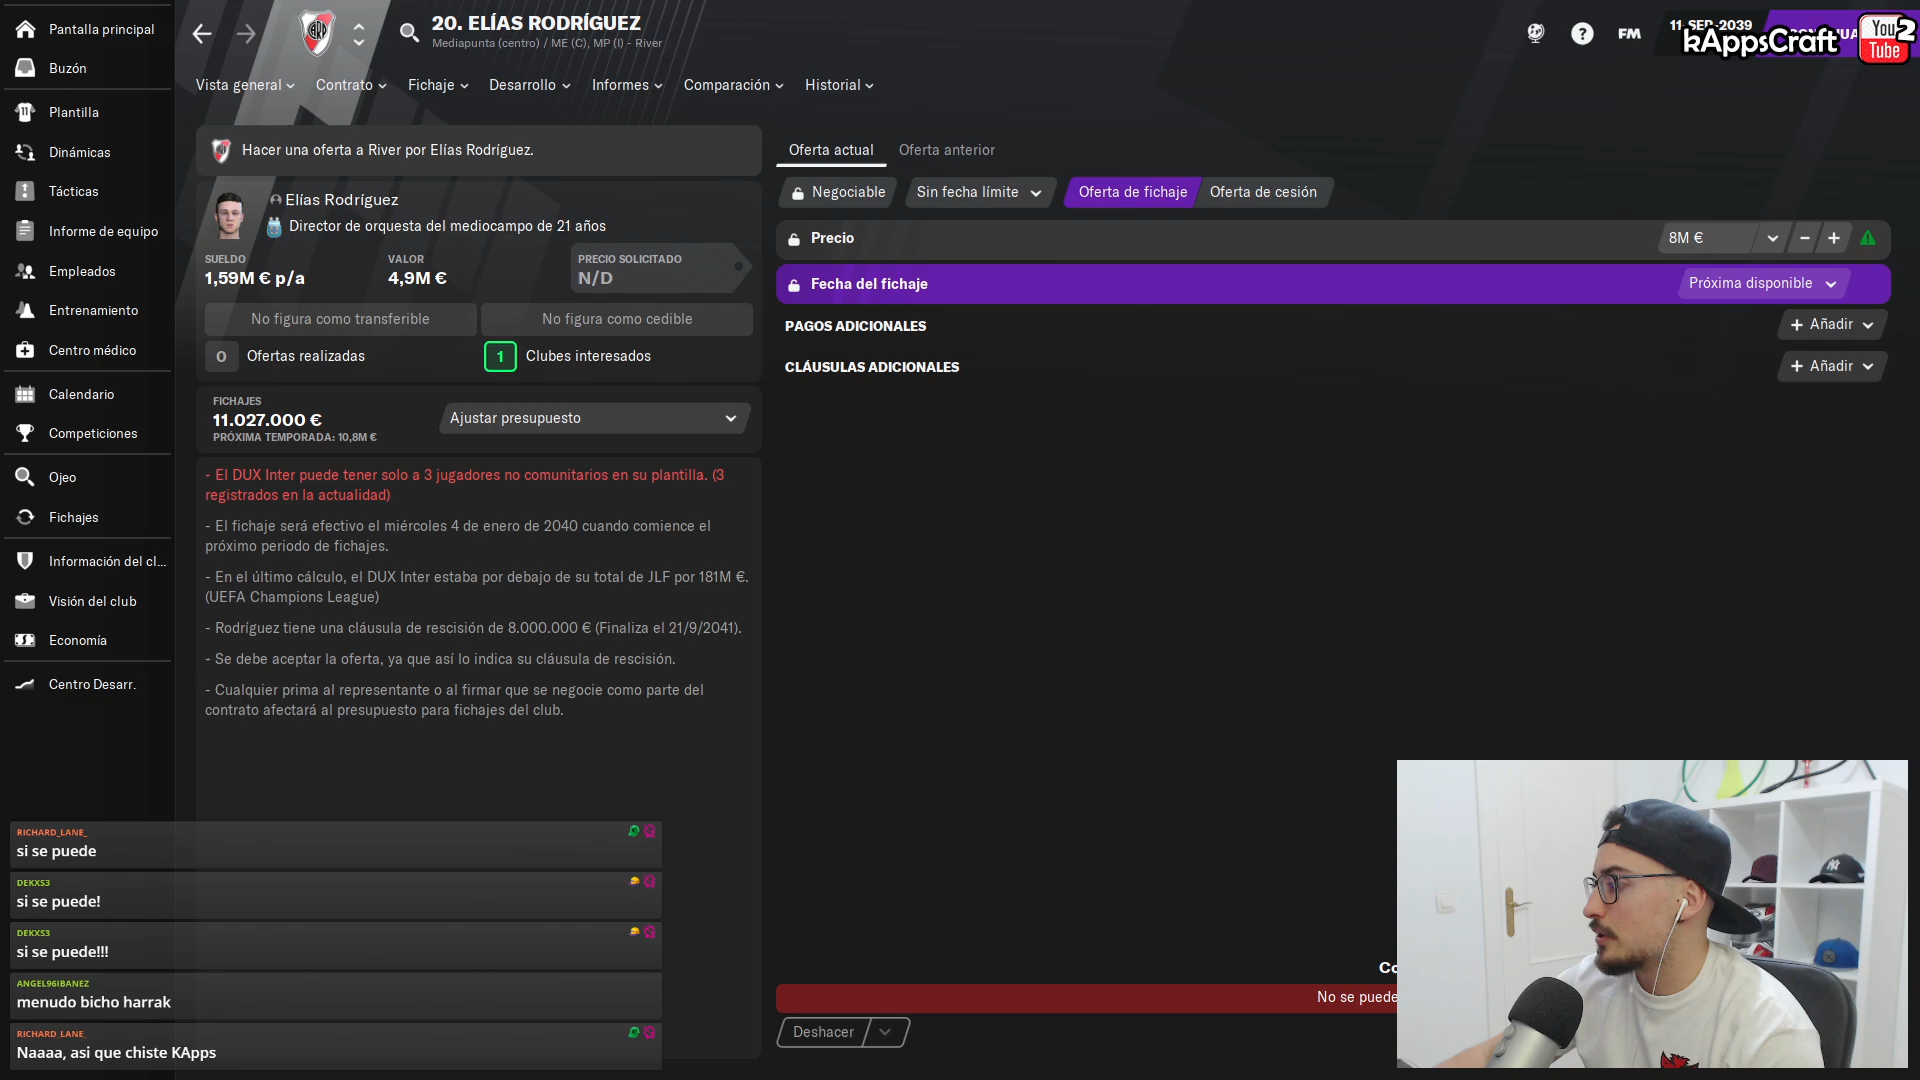 Pantalla principal
Buzón
Plantilla
Dinámicas
Tácticas
Informe de equipo
Empleados
Entrenamiento
Centro médico
Calendario
Competiciones
Ojeo
Fichajes
Información del cl...
Visión del club
Economía
Centro Desarr.
20. ELÍAS RODRÍGUEZ
Mediapunta (centro) / ME (C), MP (I) - River
FM
11 SEP 2039
kAppsCraft
You2
Tube
Vista general
Contrato
Fichaje
Desarrollo
Informes
Comparación
Historial
Hacer una oferta a River por Elías Rodríguez.
Elías Rodríguez
Director de orquesta del mediocampo de 21 años
SUELDO
1,59M € p/a
VALOR
4,9M €
PRECIO SOLICITADO
N/D
No figura como transferible
No figura como cedible
0 Ofertas realizadas
1 Clubes interesados
FICHAJES
11.027.000 €
PRÓXIMA TEMPORADA: 10,8M €
Ajustar presupuesto
- El DUX Inter puede tener solo a 3 jugadores no comunitarios en su plantilla. (3
registrados en la actualidad)
- El fichaje será efectivo el miércoles 4 de enero de 2040 cuando comience el
próximo periodo de fichajes.
- En el último cálculo, el DUX Inter estaba por debajo de su total de JLF por 181M €.
(UEFA Champions League)
- Rodríguez tiene una cláusula de rescisión de 8.000.000 € (Finaliza el 21/9/2041).
- Se debe aceptar la oferta, ya que así lo indica su cláusula de rescisión.
- Cualquier prima al representante o al firmar que se negocie como parte del
contrato afectará al presupuesto para fichajes del club.
Oferta actual
Oferta anterior
Negociable
Sin fecha límite
Oferta de fichaje
Oferta de cesión
Precio
8M €
Fecha del fichaje
Próxima disponible
PAGOS ADICIONALES
+ Añadir
CLÁUSULAS ADICIONALES
+ Añadir
No se puede
Deshacer
RICHARD_LANE_
si se puede
DEKXS3
si se puede!
DEKXS3
si se puede!!!
ANGEL96IBANEZ
menudo bicho harrak
RICHARD_LANE_
Naaaa, asi que chiste KApps